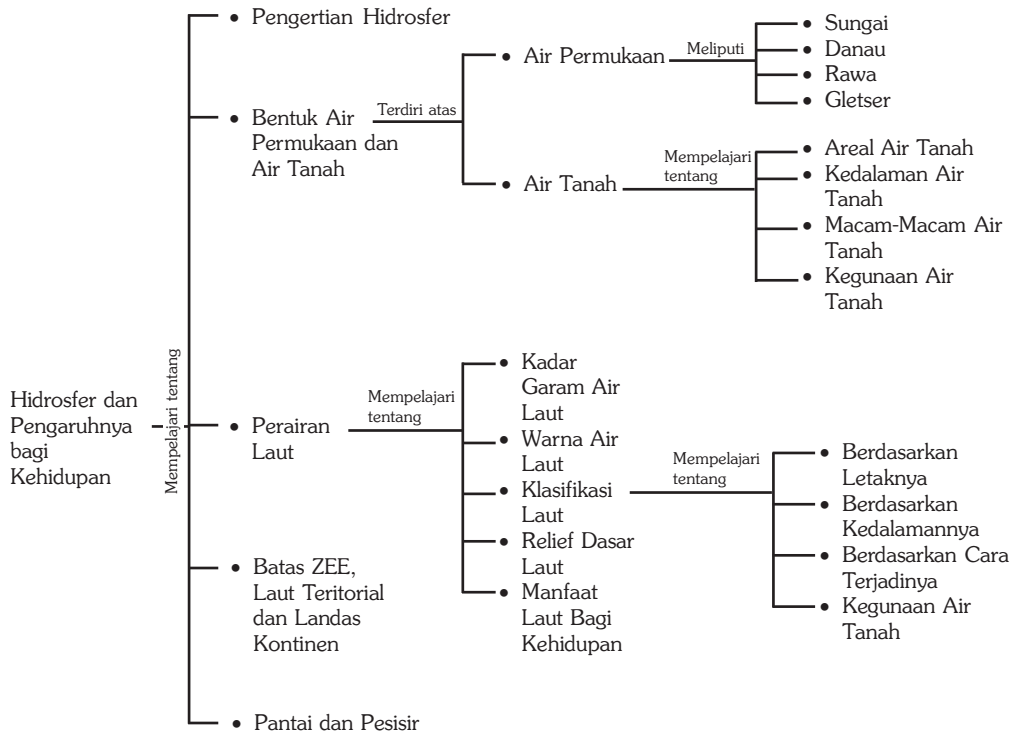 Hidrosfer dan
Pengaruhnya
bagi
Kehidupan
Mempelajari tentang
Pengertian Hidrosfer
Bentuk Air
Permukaan dan
Air Tanah
Terdiri atas
Air Permukaan
Meliputi
Sungai
Danau
Rawa
Gletser
Air Tanah
Mempelajari
tentang
Areal Air Tanah
Kedalaman Air
Tanah
Macam-Macam Air
Tanah
Kegunaan Air
Tanah
Perairan
Laut
Mempelajari
tentang
Kadar
Garam Air
Laut
Warna Air
Laut
Klasifikasi
Laut
Relief Dasar
Laut
Manfaat
Laut Bagi
Kehidupan
Mempelajari
tentang
Berdasarkan
Letaknya
Berdasarkan
Kedalamannya
Berdasarkan Cara
Terjadinya
Kegunaan Air
Tanah
Batas ZEE,
Laut Teritorial
dan Landas
Kontinen
Pantai dan Pesisir